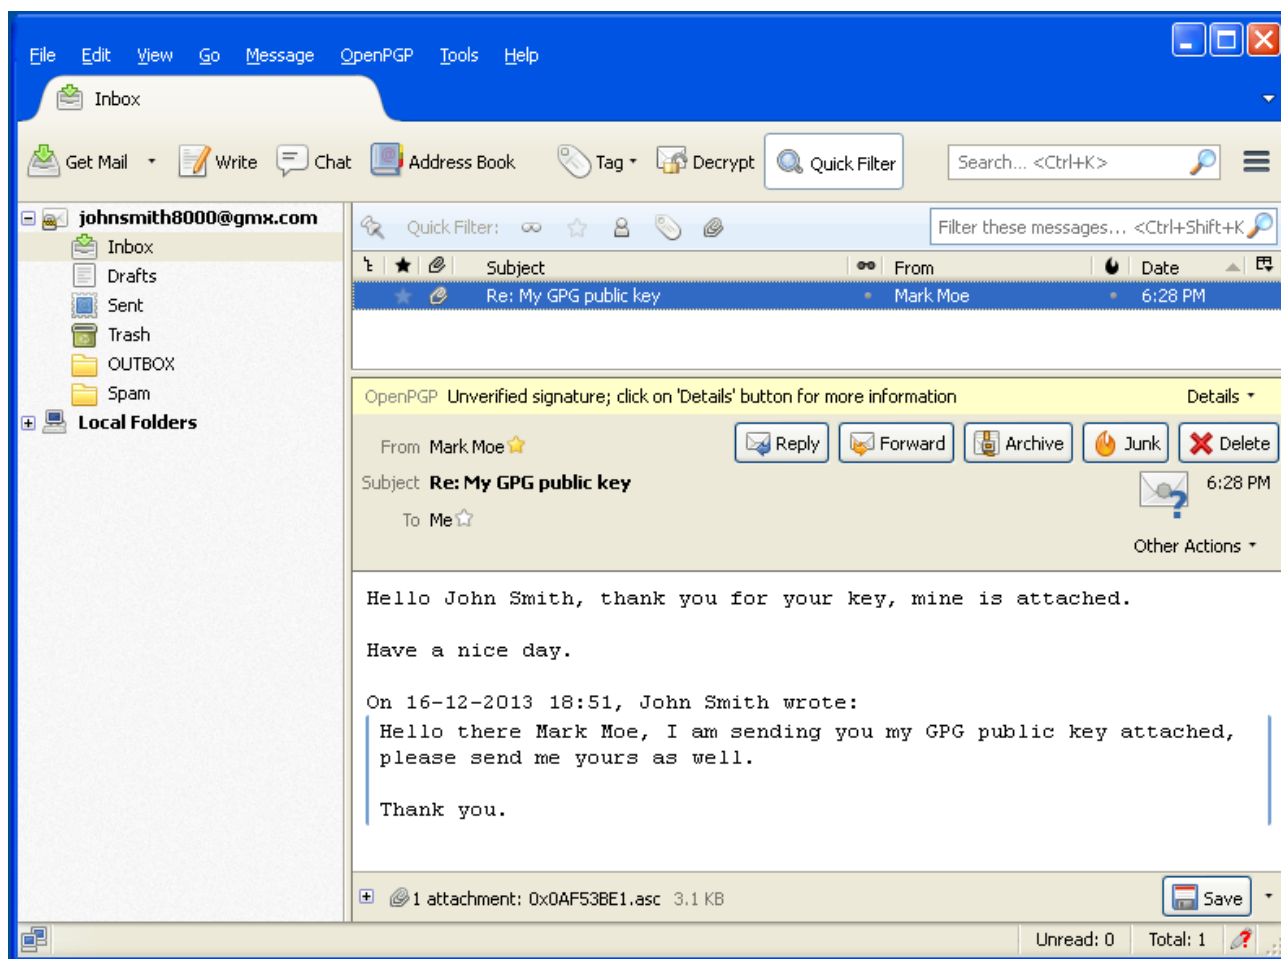 File Edit View Go Message OpenPGP Tools Help
Inbox
Get Mail Write Chat Address Book Tag Decrypt Quick Filter Search... <Ctrl+K>
johnsmith8000@gmx.com
Inbox
Drafts
Sent
Trash
OUTBOX
Spam
Local Folders
Quick Filter: Filter these messages... <Ctrl+Shift+K
Subject From Date
Re: My GPG public key Mark Moe 6:28 PM
OpenPGP Unverified signature; click on 'Details' button for more information Details
From Mark Moe Reply Forward Archive Junk Delete
Subject Re: My GPG public key 6:28 PM
To Me
Other Actions
Hello John Smith, thank you for your key, mine is attached.
Have a nice day.
On 16-12-2013 18:51, John Smith wrote:
Hello there Mark Moe, I am sending you my GPG public key attached,
please send me yours as well.
Thank you.
1 attachment: 0x0AF53BE1.asc 3.1 KB Save
Unread: 0 Total: 1